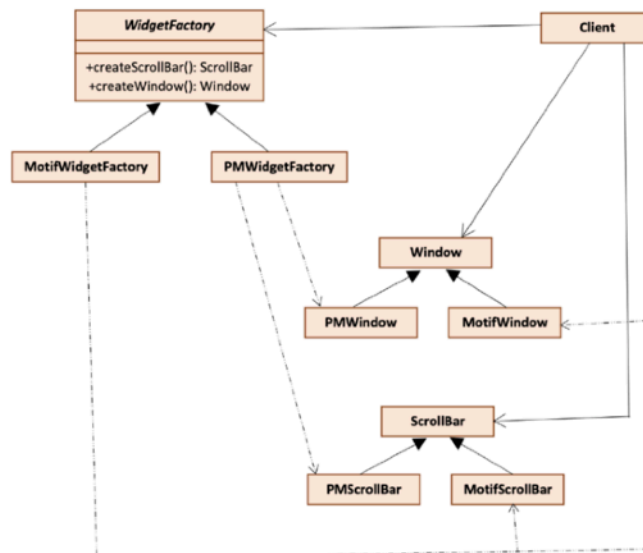 WidgetFactory
Client
+createScrollBar(): ScrollBar
+createWindow(): Window
MotifWidgetFactory
PMWidgetFactory
Window
PMWindow
MotifWindow
ScrollBar
PMScrollBar
MotifScrollBar